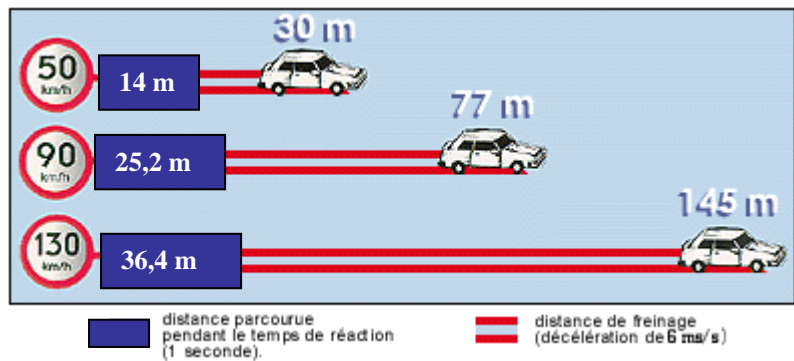 30 m
50
km/h
14 m
77 m
90
km/h
25,2 m
145 m
130
km/h
36,4 m
distance parcourue
pendant le temps de réaction
(1 seconde).
distance de freinage
(décélération de 6 ms/s)